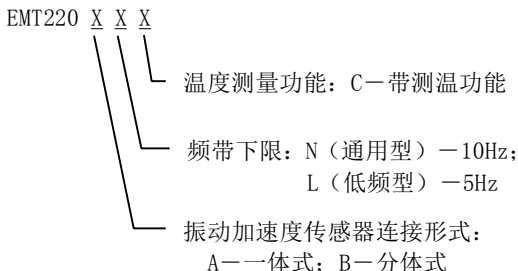 EMT220 X X X
温度测量功能：C－带测温功能
频带下限：N（通用型）－10Hz；
L（低频型）－5Hz
振动加速度传感器连接形式：
A－一体式；B－分体式